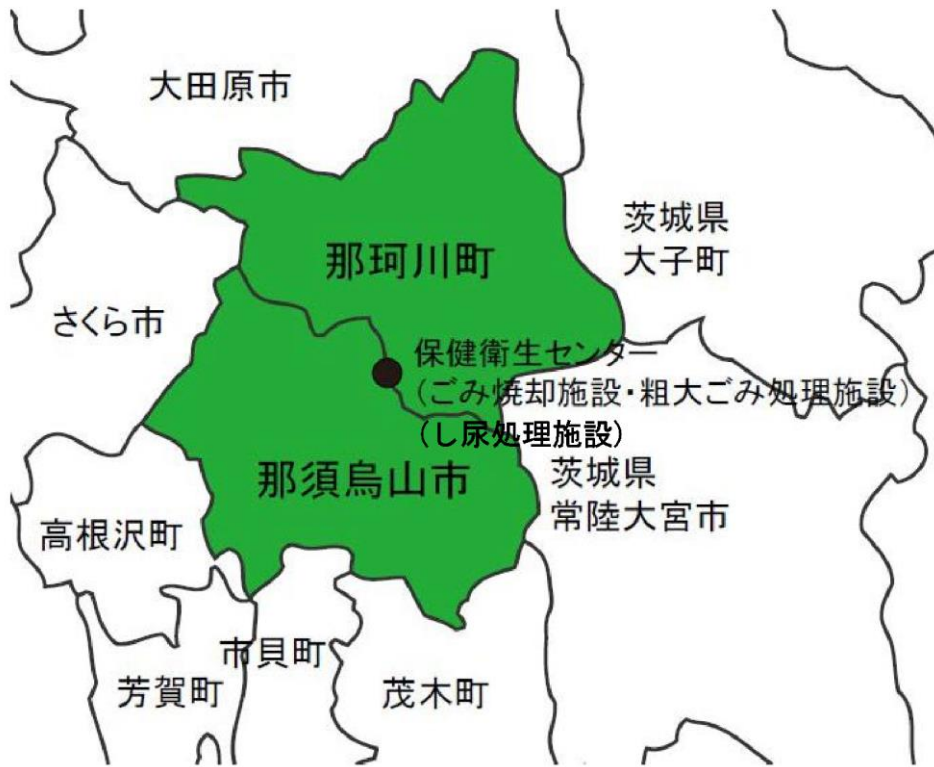 大田原市
茨城県
大子町
那珂川町
さくら市
保健衛生センター
(ごみ焼却施設・粗大ごみ処理施設)
(し尿処理施設)
那須烏山市
茨城県
常陸大宮市
高根沢町
市貝町
芳賀町
茂木町